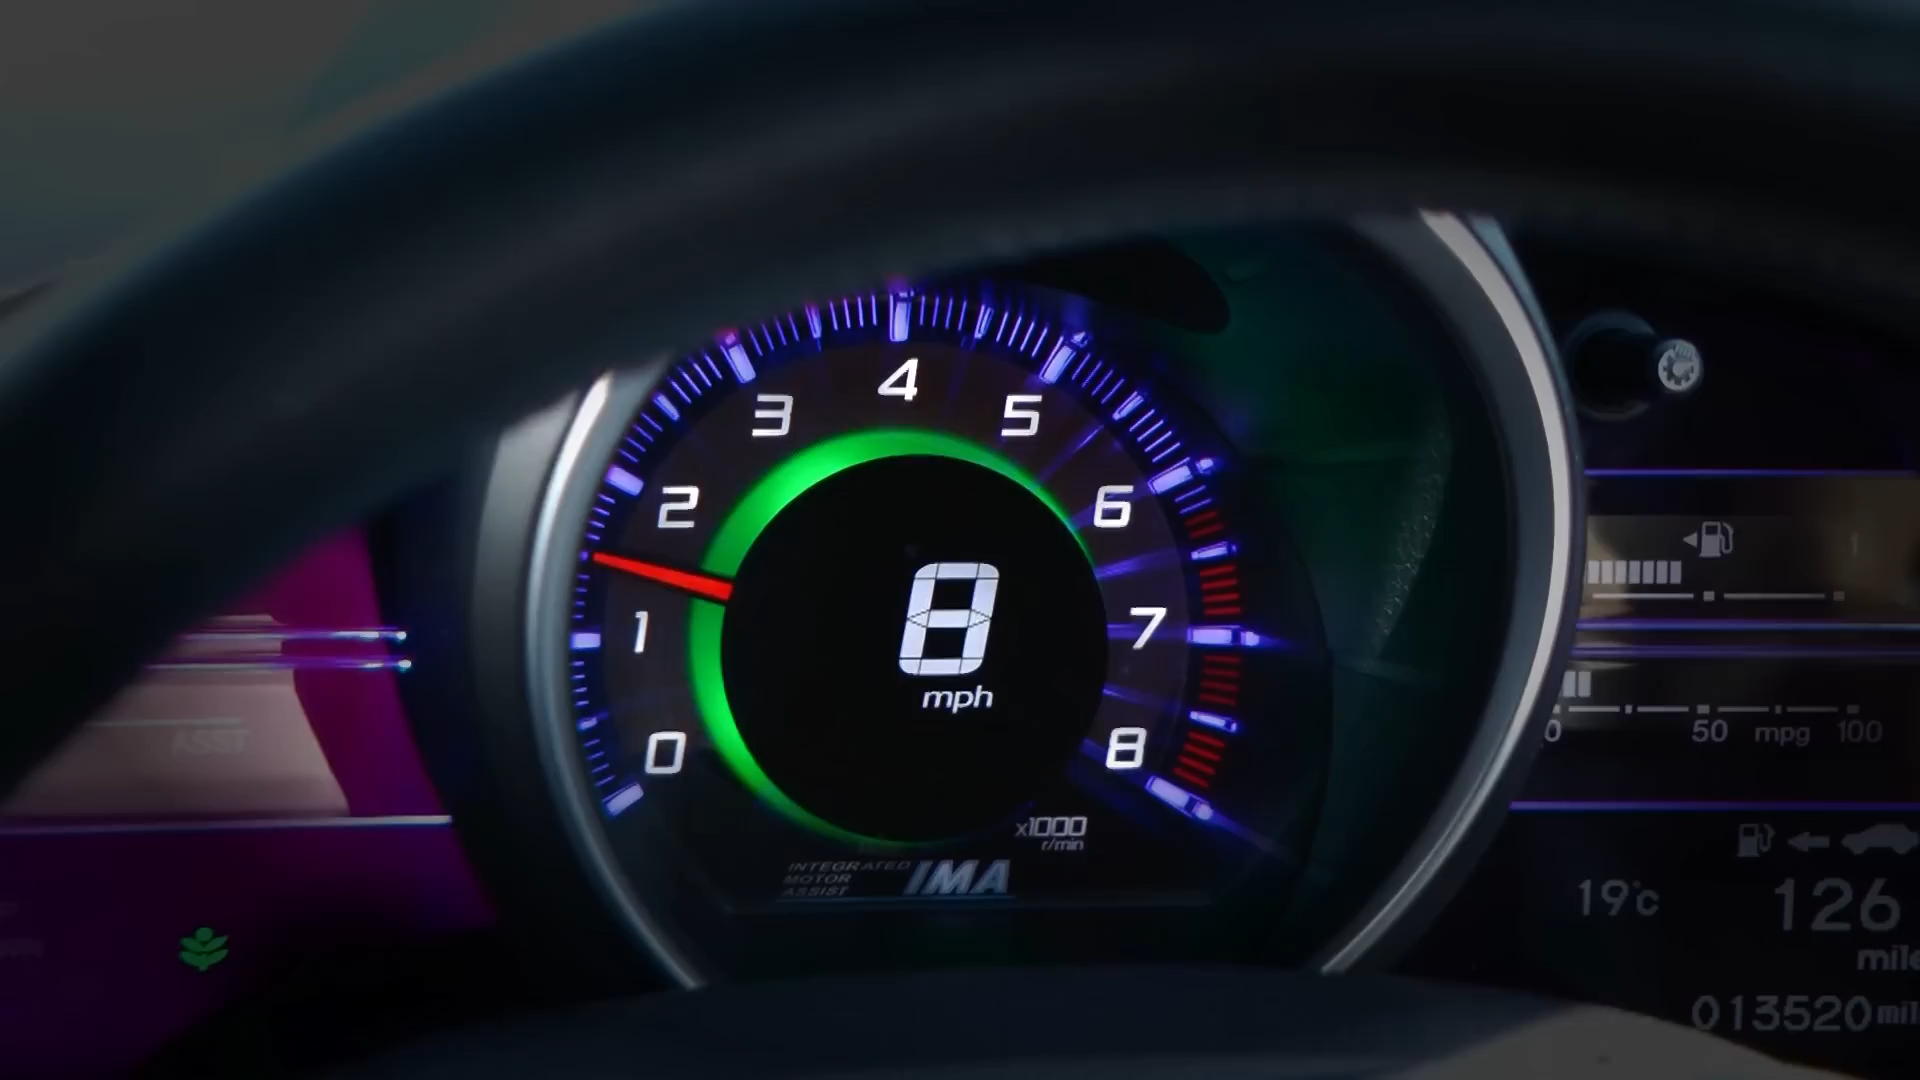 4
3
5
2
6
8
mph
1
7
0
8
x1000
r/min
INTEGRATED
MOTOR
ASSIST
IMA
ASST
50 mpg 100
19°c
126
013520